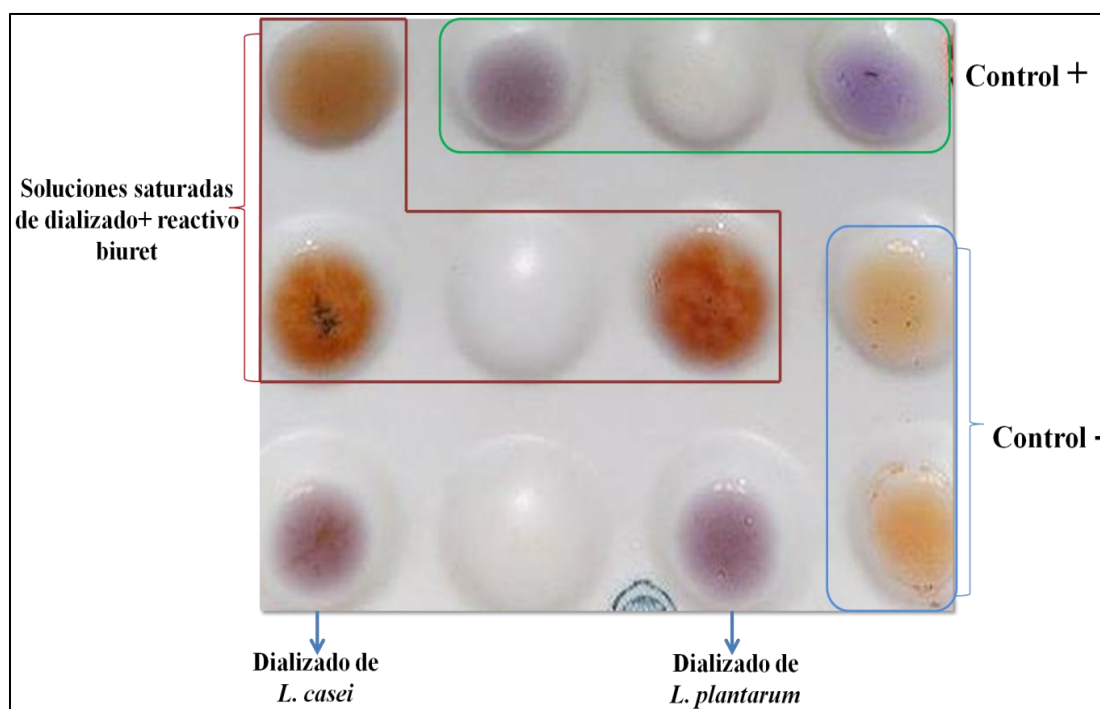 Control +
Soluciones saturadas
de dializado+ reactivo
biuret
Control -
Dializado de
L. casei
Dializado de
L. plantarum